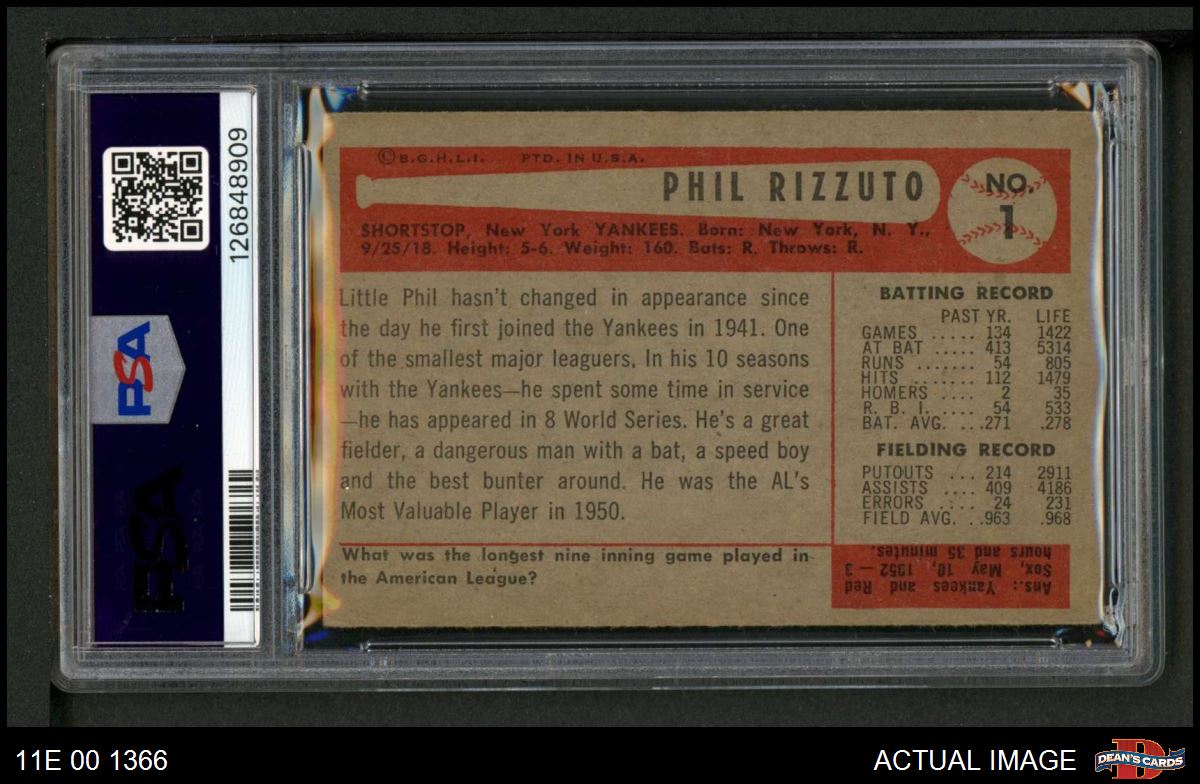 PSA
126848909
PSA
©B.G.H.L.I. PTD. IN U.S.A.
PHIL RIZZUTO
NO.
1
SHORTSTOP, New York YANKEES. Born: New York, N. Y.,
9/25/18. Height: 5-6. Weight: 160. Bats: R. Throws: R.
Little Phil hasn't changed in appearance since
the day he first joined the Yankees in 1941. One
of the smallest major leaguers. In his 10 seasons
with the Yankees—he spent some time in service
—he has appeared in 8 World Series. He's a great
fielder, a dangerous man with a bat, a speed boy
and the best bunter around. He was the AL's
Most Valuable Player in 1950.
What was the longest nine inning game played in
the American League?
BATTING RECORD
PAST YR. LIFE
GAMES ..... 134 1422
AT BAT ..... 413 5314
RUNS ....... 54 805
HITS ........ 112 1479
HOMERS .... 2 35
R. B. I. .... 54 533
BAT. AVG. ...271 .278
FIELDING RECORD
PUTOUTS ... 214 2911
ASSISTS .... 409 4186
ERRORS .... 24 231
FIELD AVG. ..963 .968
Ans.: Yankees and Red
Sox, May 10, 1952 — 3
hours and 35 minutes.
11E 00 1366
ACTUAL IMAGE
D
DEAN'S CARDS